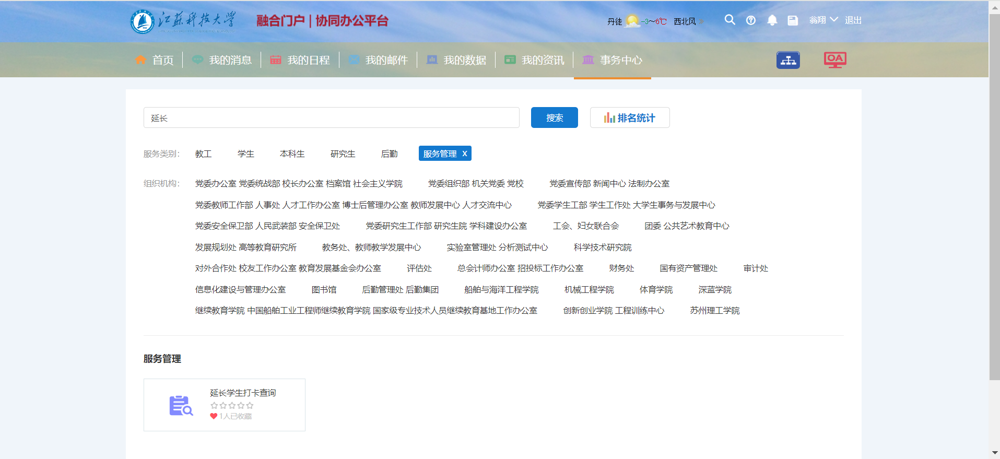 江苏科技大学 融合门户 | 协同办公平台 丹徒 -3～6℃ 西北风 翁翔 退出
首页 我的消息 我的日程 我的邮件 我的数据 我的资讯 事务中心 OA
延长 搜索 排名统计
服务类别： 教工 学生 本科生 研究生 后勤 服务管理 X
组织机构： 党委办公室 党委统战部 校长办公室 档案馆 社会主义学院 党委组织部 机关党委 党校 党委宣传部 新闻中心 法制办公室
党委教师工作部 人事处 人才工作办公室 博士后管理办公室 教师发展中心 人才交流中心 党委学生工部 学生工作处 大学生事务与发展中心
党委安全保卫部 人民武装部 安全保卫处 党委研究生工作部 研究生院 学科建设办公室 工会、妇女联合会 团委 公共艺术教育中心
发展规划处 高等教育研究所 教务处、教师教学发展中心 实验室管理处 分析测试中心 科学技术研究院
对外合作处 校友工作办公室 教育发展基金会办公室 评估处 总会计师办公室 招投标工作办公室 财务处 国有资产管理处 审计处
信息化建设与管理办公室 图书馆 后勤管理处 后勤集团 船舶与海洋工程学院 机械工程学院 体育学院 深蓝学院
继续教育学院 中国船舶工业工程师继续教育学院 国家级专业技术人员继续教育基地工作办公室 创新创业学院 工程训练中心 苏州理工学院
服务管理
延长学生打卡查询
1人已收藏